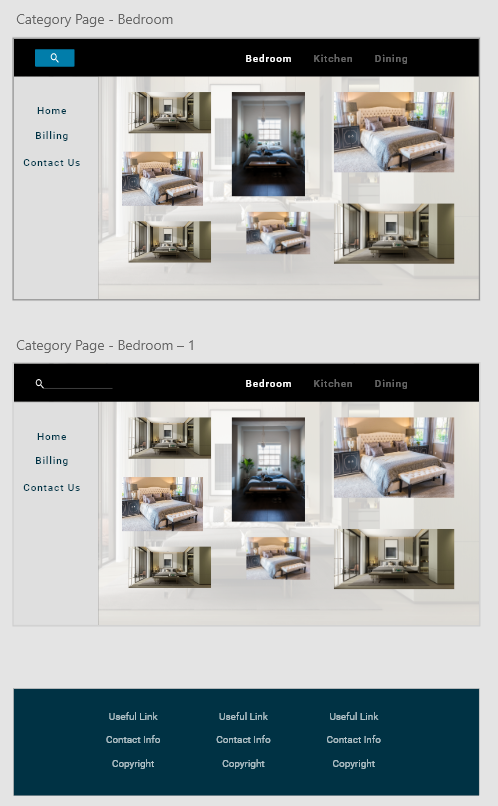 Category Page - Bedroom
Bedroom Kitchen Dining
Home
Billing
Contact Us
Category Page - Bedroom – 1
Bedroom Kitchen Dining
Home
Billing
Contact Us
Useful Link Useful Link Useful Link
Contact Info Contact Info Contact Info
Copyright Copyright Copyright